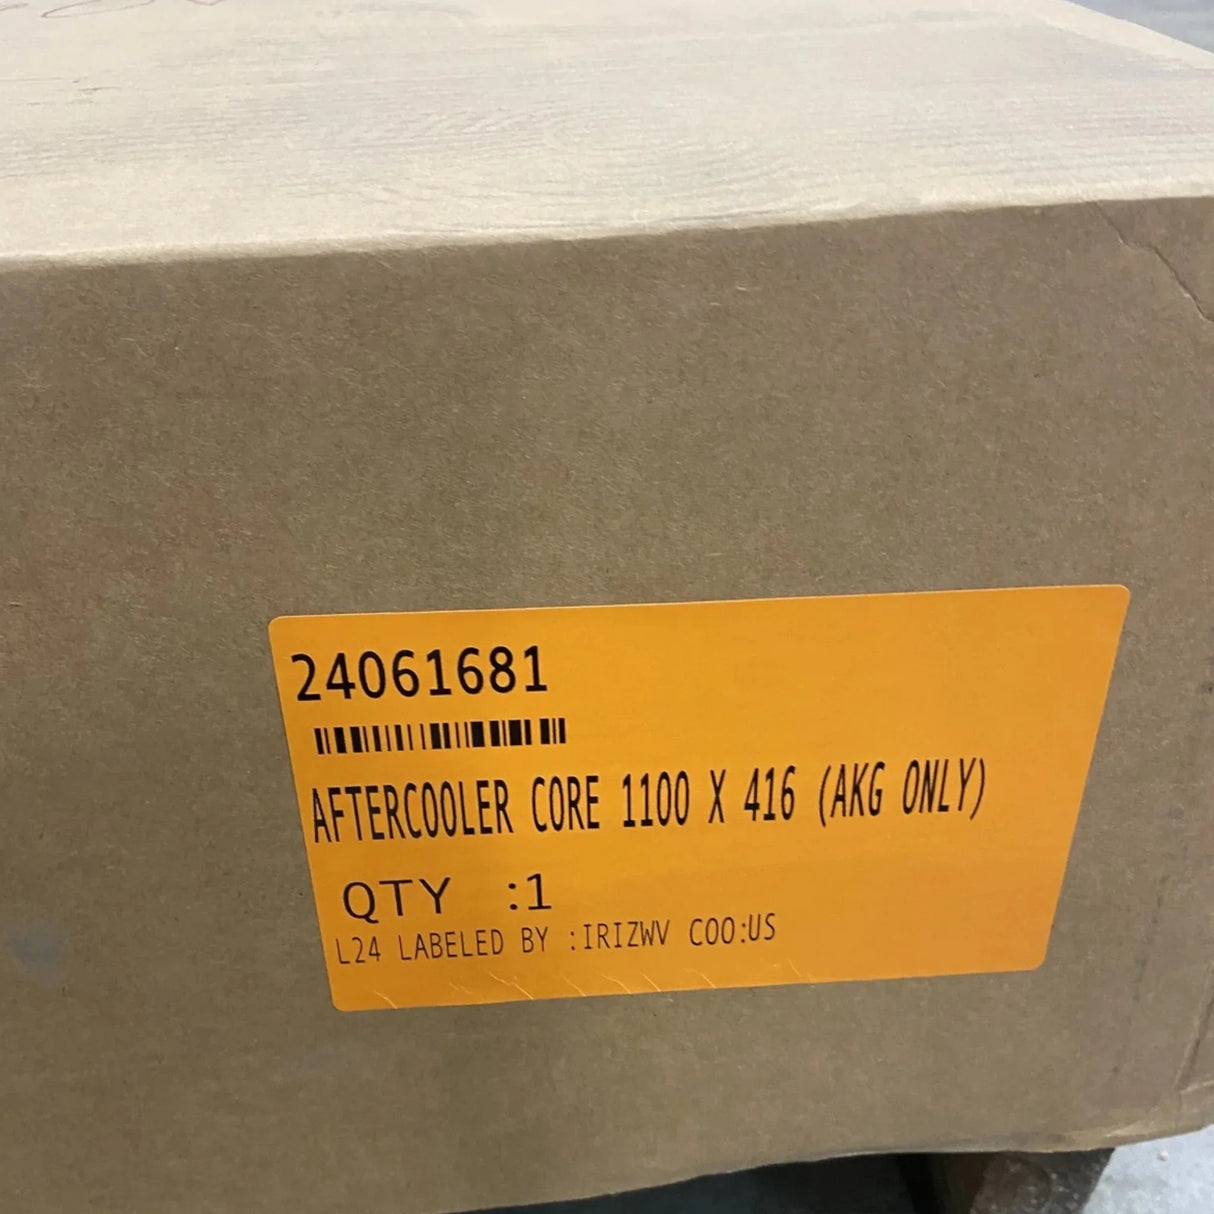 24061681
AFTERCOOLER CORE 1100 X 416 (AKG ONLY)
QTY :1
L24 LABELED BY :IRIZWV COO:US